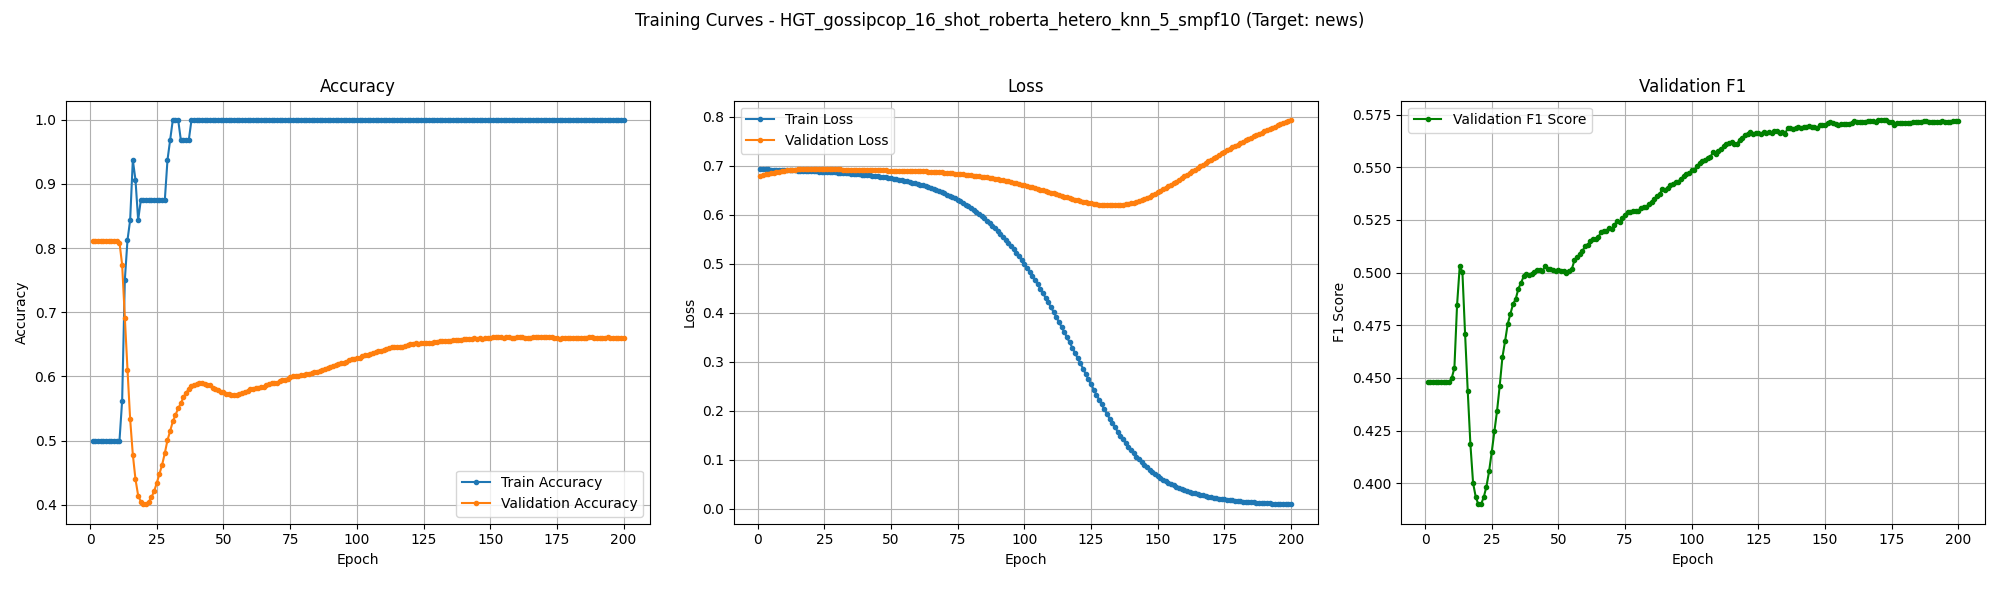 Training Curves - HGT_gossipcop_16_shot_roberta_hetero_knn_5_smpf10 (Target: news)
Accuracy
1.0
0.9
0.8
0.7
0.6
0.5
0.4
Accuracy
Train Accuracy
Validation Accuracy
0 25 50 75 100 125 150 175 200
Epoch
Loss
0.8
0.7
0.6
0.5
0.4
0.3
0.2
0.1
0.0
Loss
Train Loss
Validation Loss
0 25 50 75 100 125 150 175 200
Epoch
Validation F1
0.575
0.550
0.525
0.500
0.475
0.450
0.425
0.400
F1 Score
Validation F1 Score
0 25 50 75 100 125 150 175 200
Epoch